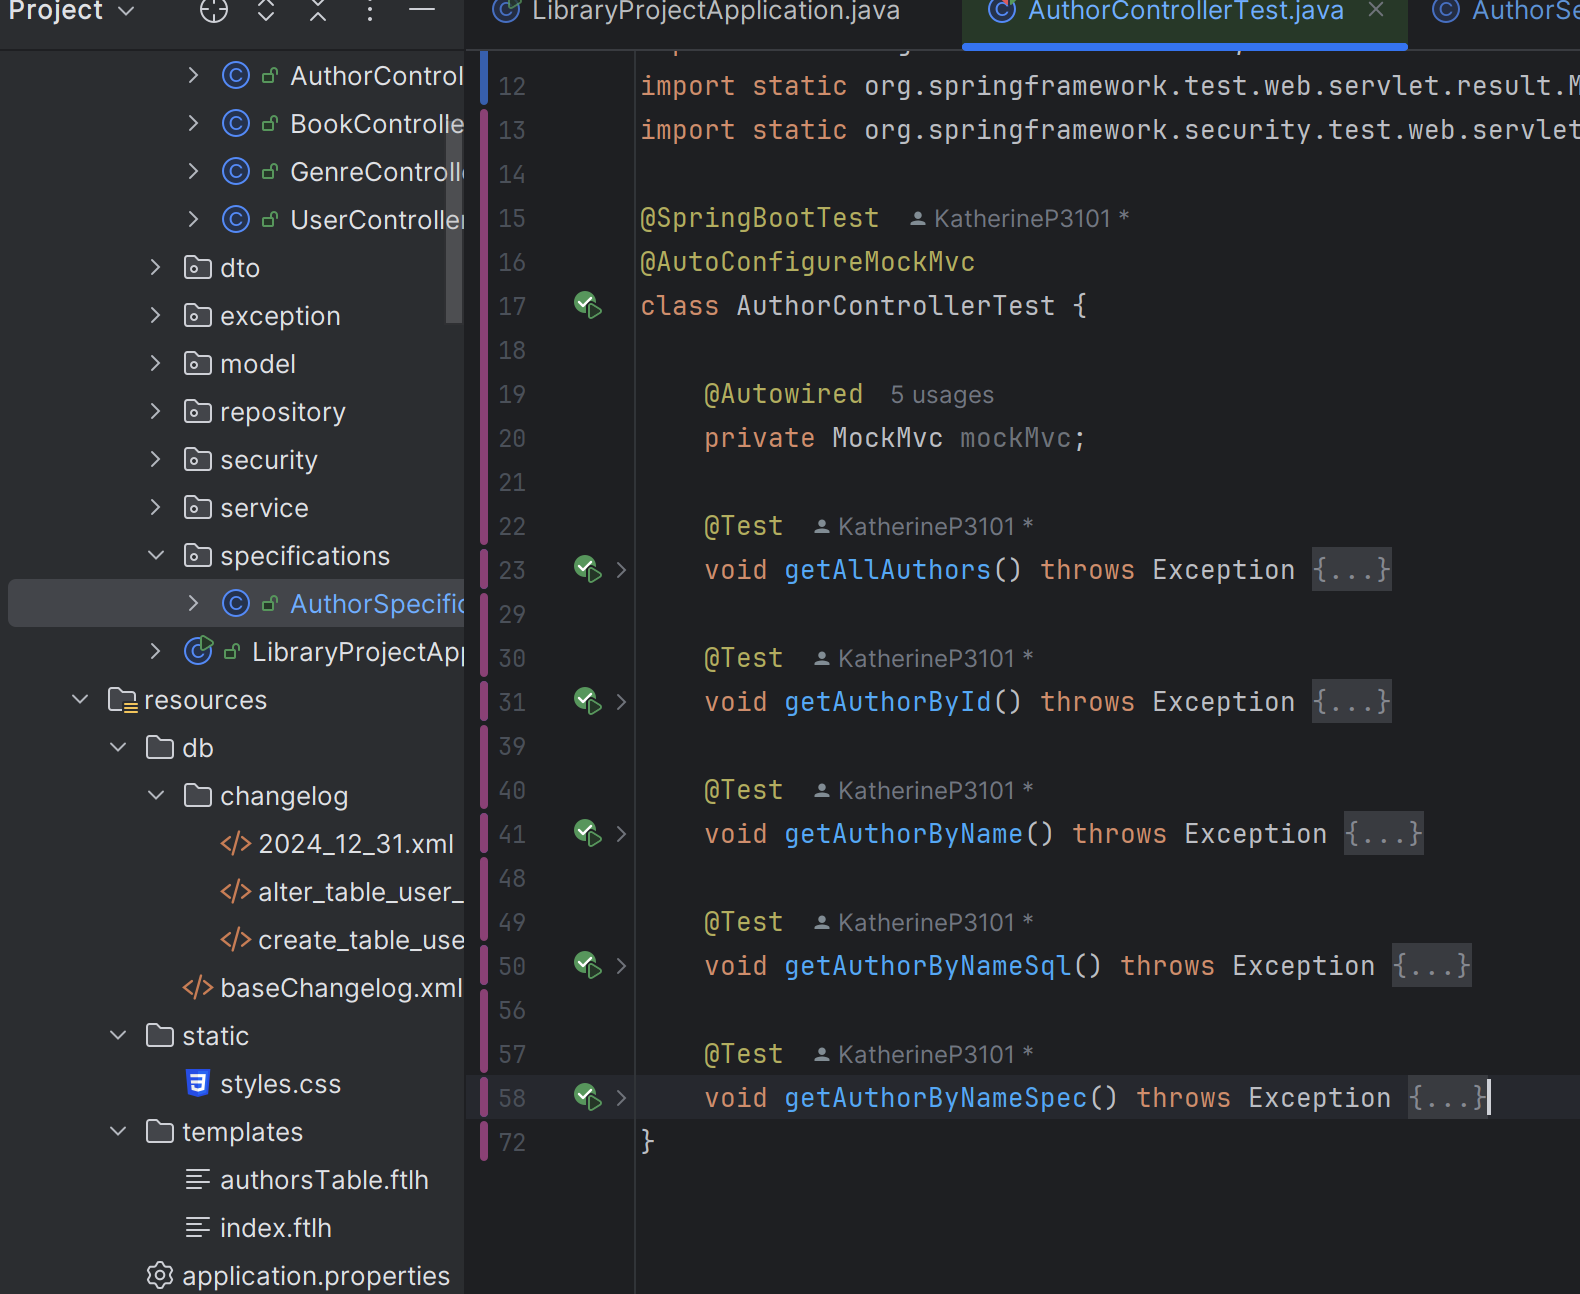 Project
AuthorControl
BookControlle
GenreControll
UserController
dto
exception
model
repository
security
service
specifications
AuthorSpecific
LibraryProjectApp
resources
db
changelog
2024_12_31.xml
alter_table_user_
create_table_use
baseChangelog.xml
static
styles.css
templates
authorsTable.ftlh
index.ftlh
application.properties
LibraryProjectApplication.java
AuthorControllerTest.java
AuthorSe
12 import static org.springframework.test.web.servlet.result.M
13 import static org.springframework.security.test.web.servlet
14
15 @SpringBootTest KatherineP3101 *
16 @AutoConfigureMockMvc
17 class AuthorControllerTest {
18
19 @Autowired 5 usages
20 private MockMvc mockMvc;
21
22 @Test KatherineP3101 *
23 void getAllAuthors() throws Exception {...}
29
30 @Test KatherineP3101 *
31 void getAuthorById() throws Exception {...}
39
40 @Test KatherineP3101 *
41 void getAuthorByName() throws Exception {...}
48
49 @Test KatherineP3101 *
50 void getAuthorByNameSql() throws Exception {...}
56
57 @Test KatherineP3101 *
58 void getAuthorByNameSpec() throws Exception {...}
72 }